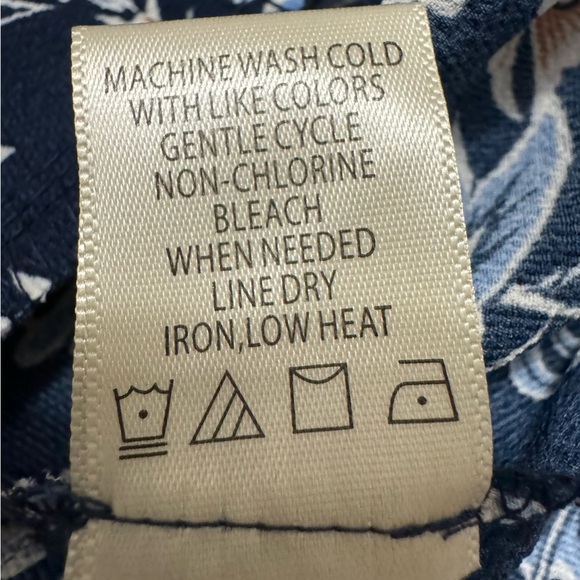 MACHINE WASH COLD
WITH LIKE COLORS
GENTLE CYCLE
NON-CHLORINE
BLEACH
WHEN NEEDED
LINE DRY
IRON,LOW HEAT